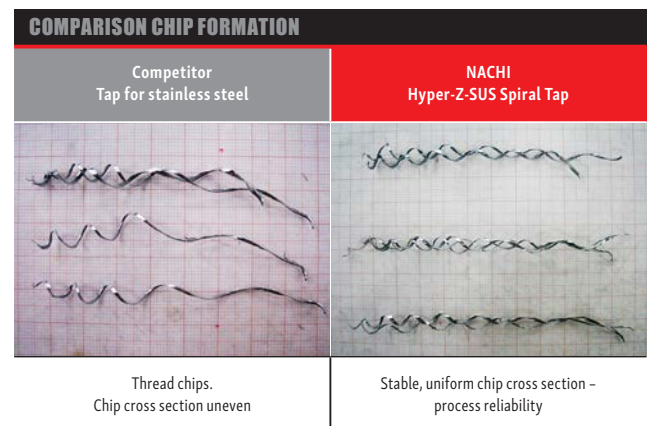 COMPARISON CHIP FORMATION
Competitor
Tap for stainless steel
NACHI
Hyper-Z-SUS Spiral Tap
Thread chips.
Chip cross section uneven
Stable, uniform chip cross section –
process reliability